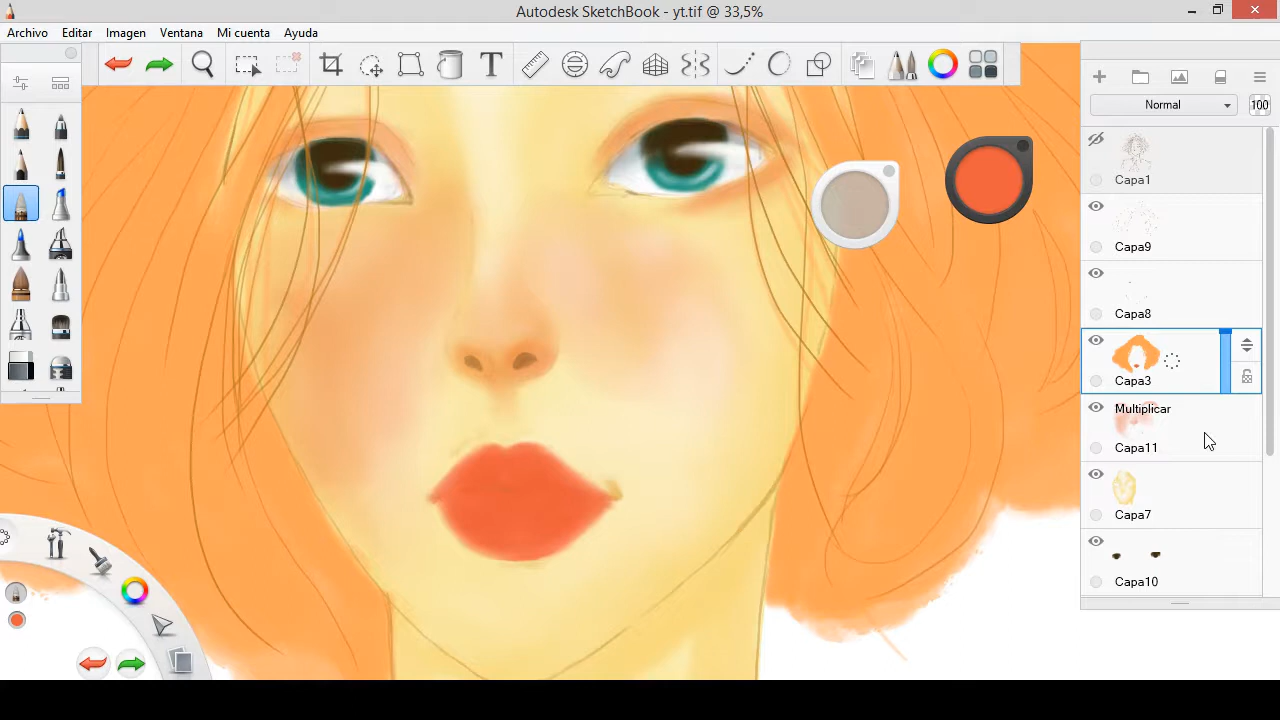 Autodesk SketchBook - yt.tif @ 33,5%
Archivo Editar Imagen Ventana Mi cuenta Ayuda
T
Normal 100
Capa1
Capa9
Capa8
Capa3
Multiplicar
Capa11
Capa7
Capa10